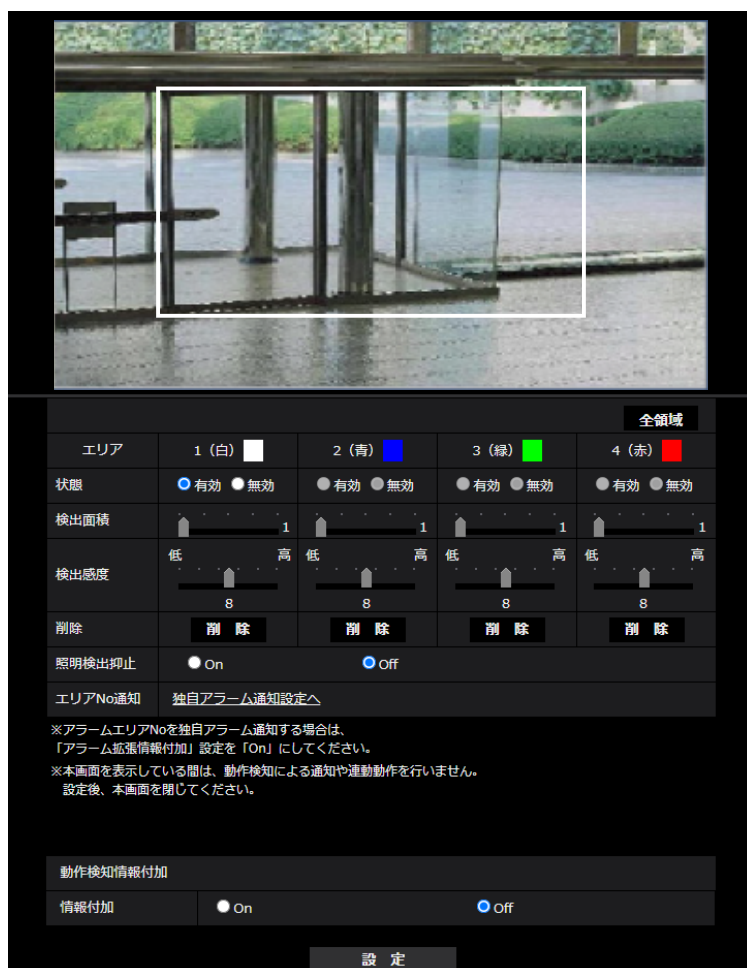 全領域
エリア 1（白） 2（青） 3（緑） 4（赤）
状態 有効 無効 有効 無効 有効 無効 有効 無効
検出面積 1 1 1 1
低 高 低 高 低 高 低 高
検出感度
8 8 8 8
削除 削 除 削 除 削 除 削 除
照明検出抑止 On Off
エリアNo通知 独自アラーム通知設定へ
※アラームエリアNoを独自アラーム通知する場合は、
「アラーム拡張情報付加」設定を「On」にしてください。
※本画面を表示している間は、動作検知による通知や連動動作を行いません。
設定後、本画面を閉じてください。
動作検知情報付加
情報付加 On Off
設 定